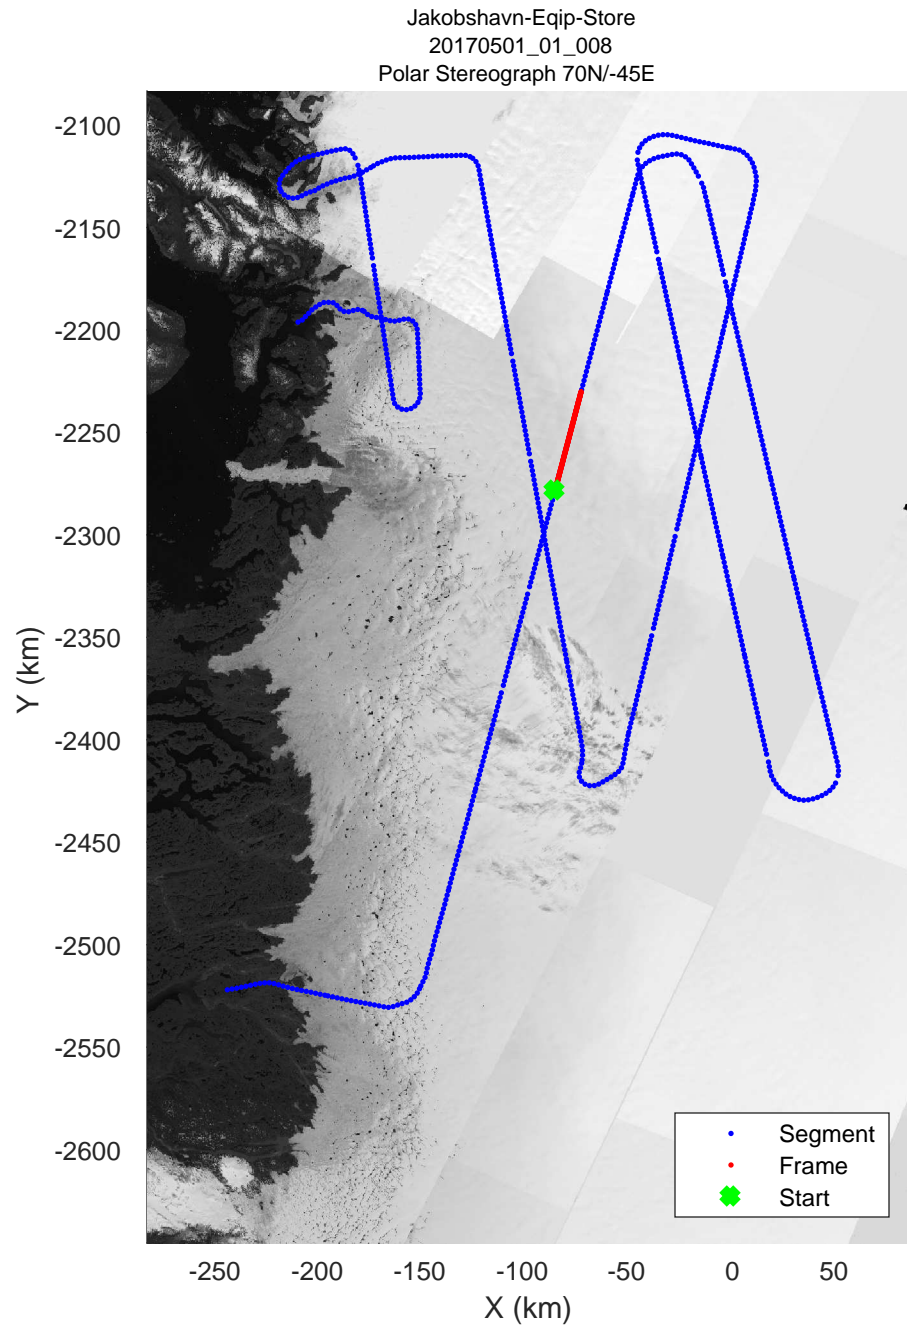 Jakobshavn-Eqip-Store
20170501_01_008
Polar Stereograph 70N/-45E
-2100
-2150
-2200
-2250
-2300
-2350
-2400
-2450
-2500
-2550
-2600
Y (km)
Segment
Frame
Start
-250 -200 -150 -100 -50 0 50
X (km)